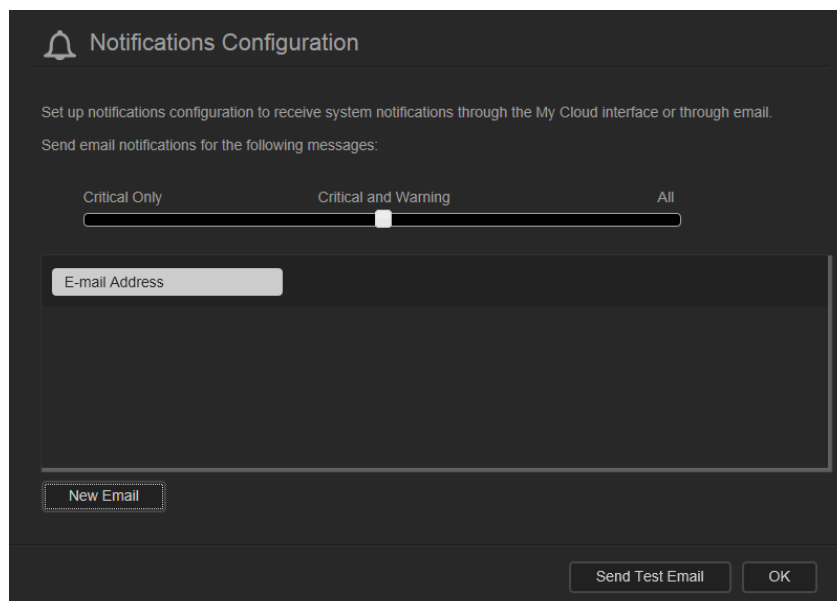 Notifications Configuration
Set up notifications configuration to receive system notifications through the My Cloud interface or through email.
Send email notifications for the following messages:
Critical Only Critical and Warning All
E-mail Address
New Email
Send Test Email OK